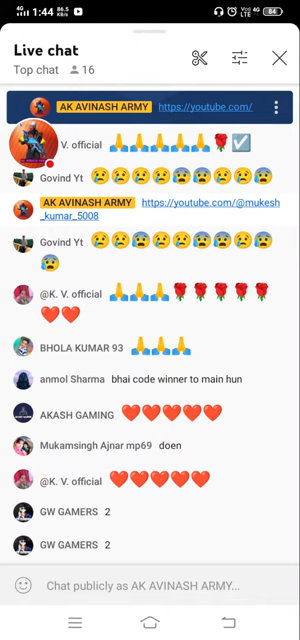 4G 1:44 86.5 KB/s Vo) 4G LTE 84
Live chat
Top chat 16
AK AVINASH ARMY https://youtube.com/
V. official 🙏🙏🙏🙏🙏🌹☑️
Govind Yt 😢😢😢😢😰😰😢😢😰
AK AVINASH ARMY https://youtube.com/@mukesh
_kumar_5008
Govind Yt 😢😢😰😢😢😰😰😰😢😰
😰
@K. V. official 🙏🙏🙏🌹🌹🌹🌹🌹
❤️❤️
BHOLA KUMAR 93 🙏🙏🙏
anmol Sharma bhai code winner to main hun
AKASH GAMING ❤️❤️❤️❤️❤️
Mukamsingh Ajnar mp69 doen
@K. V. official ❤️❤️❤️❤️❤️
GW GAMERS 2
GW GAMERS 2
Chat publicly as AK AVINASH ARMY...